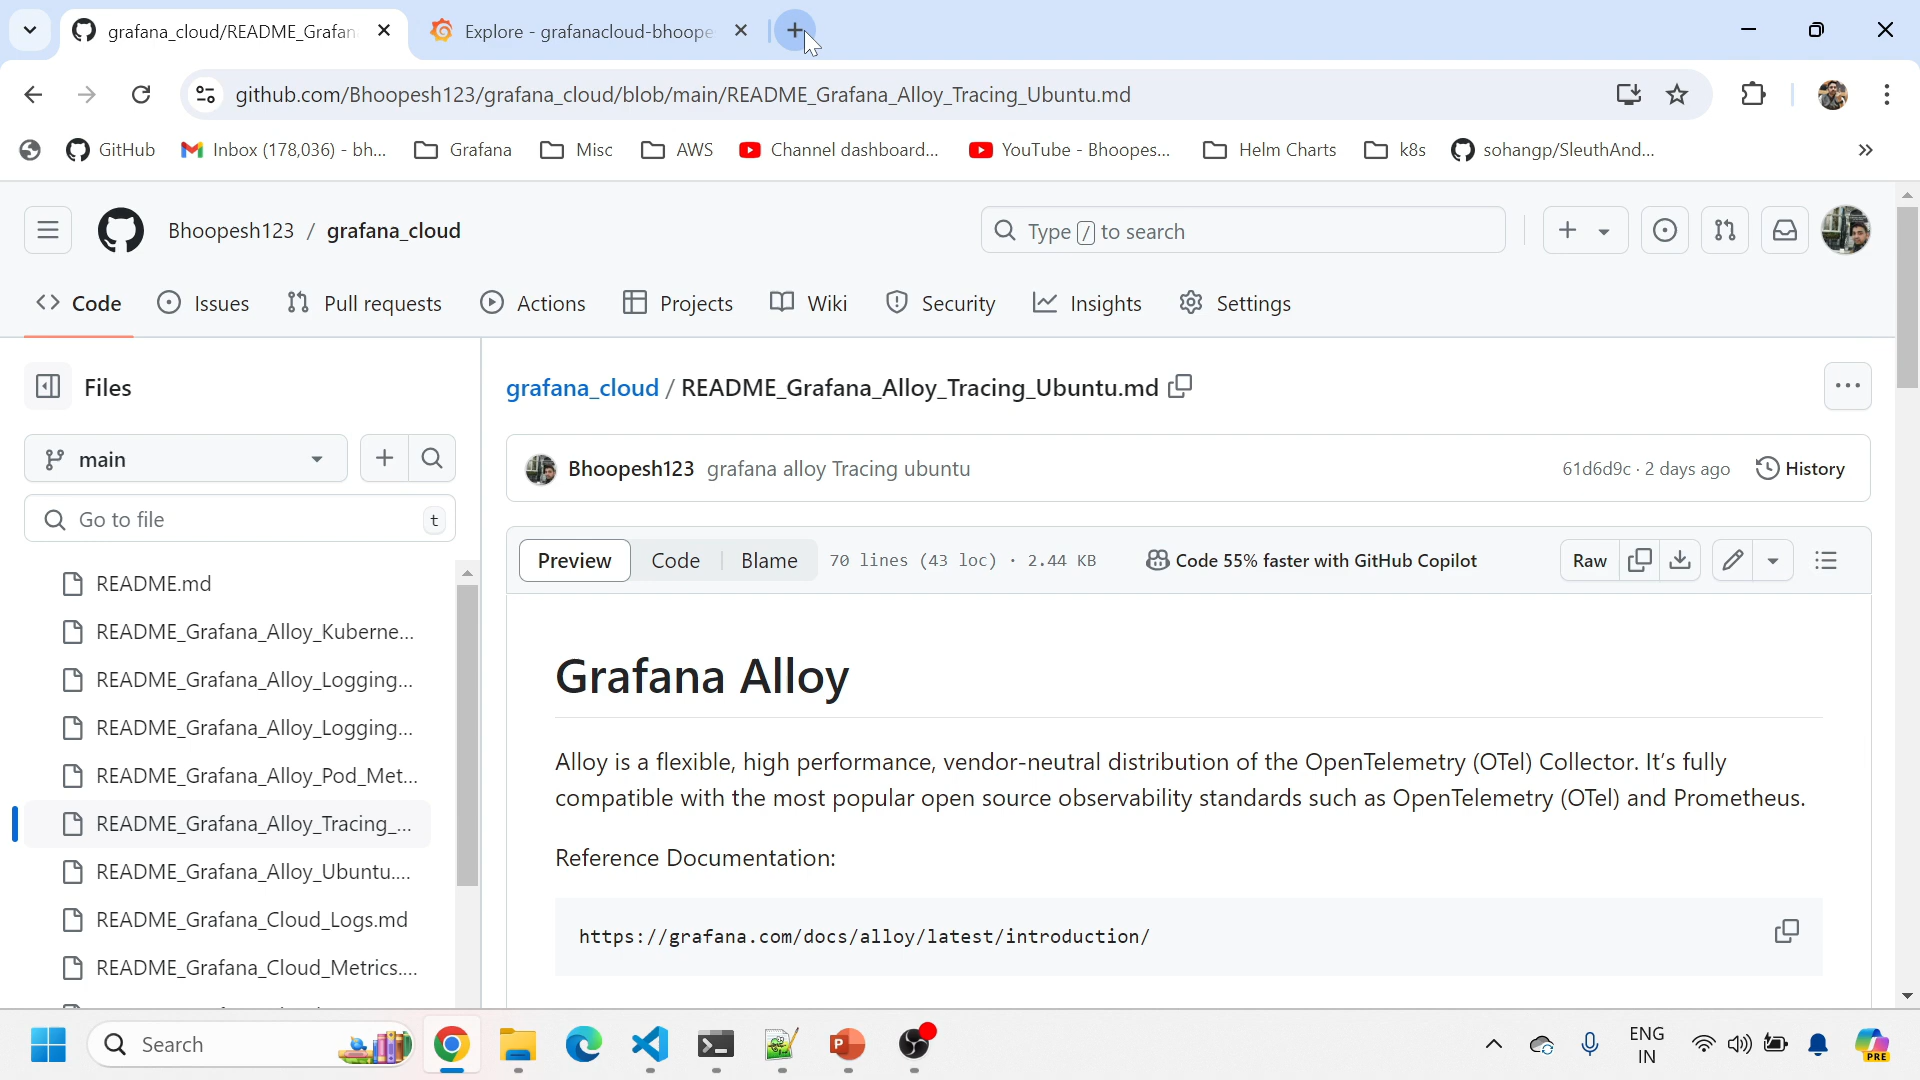 grafana_cloud/README_Grafan
Explore - grafanacloud-bhoope
github.com/Bhoopesh123/grafana_cloud/blob/main/README_Grafana_Alloy_Tracing_Ubuntu.md
GitHub
Inbox (178,036) - bh...
Grafana
Misc
AWS
Channel dashboard...
YouTube - Bhoopes...
Helm Charts
k8s
sohangp/SleuthAnd...
Bhoopesh123 / grafana_cloud
Type / to search
Code
Issues
Pull requests
Actions
Projects
Wiki
Security
Insights
Settings
Files
main
Go to file
t
README.md
README_Grafana_Alloy_Kuberne...
README_Grafana_Alloy_Logging...
README_Grafana_Alloy_Logging...
README_Grafana_Alloy_Pod_Met...
README_Grafana_Alloy_Tracing_...
README_Grafana_Alloy_Ubuntu....
README_Grafana_Cloud_Logs.md
README_Grafana_Cloud_Metrics....
grafana_cloud / README_Grafana_Alloy_Tracing_Ubuntu.md
Bhoopesh123 grafana alloy Tracing ubuntu
61d6d9c · 2 days ago
History
Preview
Code
Blame
70 lines (43 loc) · 2.44 KB
Code 55% faster with GitHub Copilot
Raw
Grafana Alloy
Alloy is a flexible, high performance, vendor-neutral distribution of the OpenTelemetry (OTel) Collector. It's fully
compatible with the most popular open source observability standards such as OpenTelemetry (OTel) and Prometheus.
Reference Documentation:
https://grafana.com/docs/alloy/latest/introduction/
Search
ENG
IN
PRE